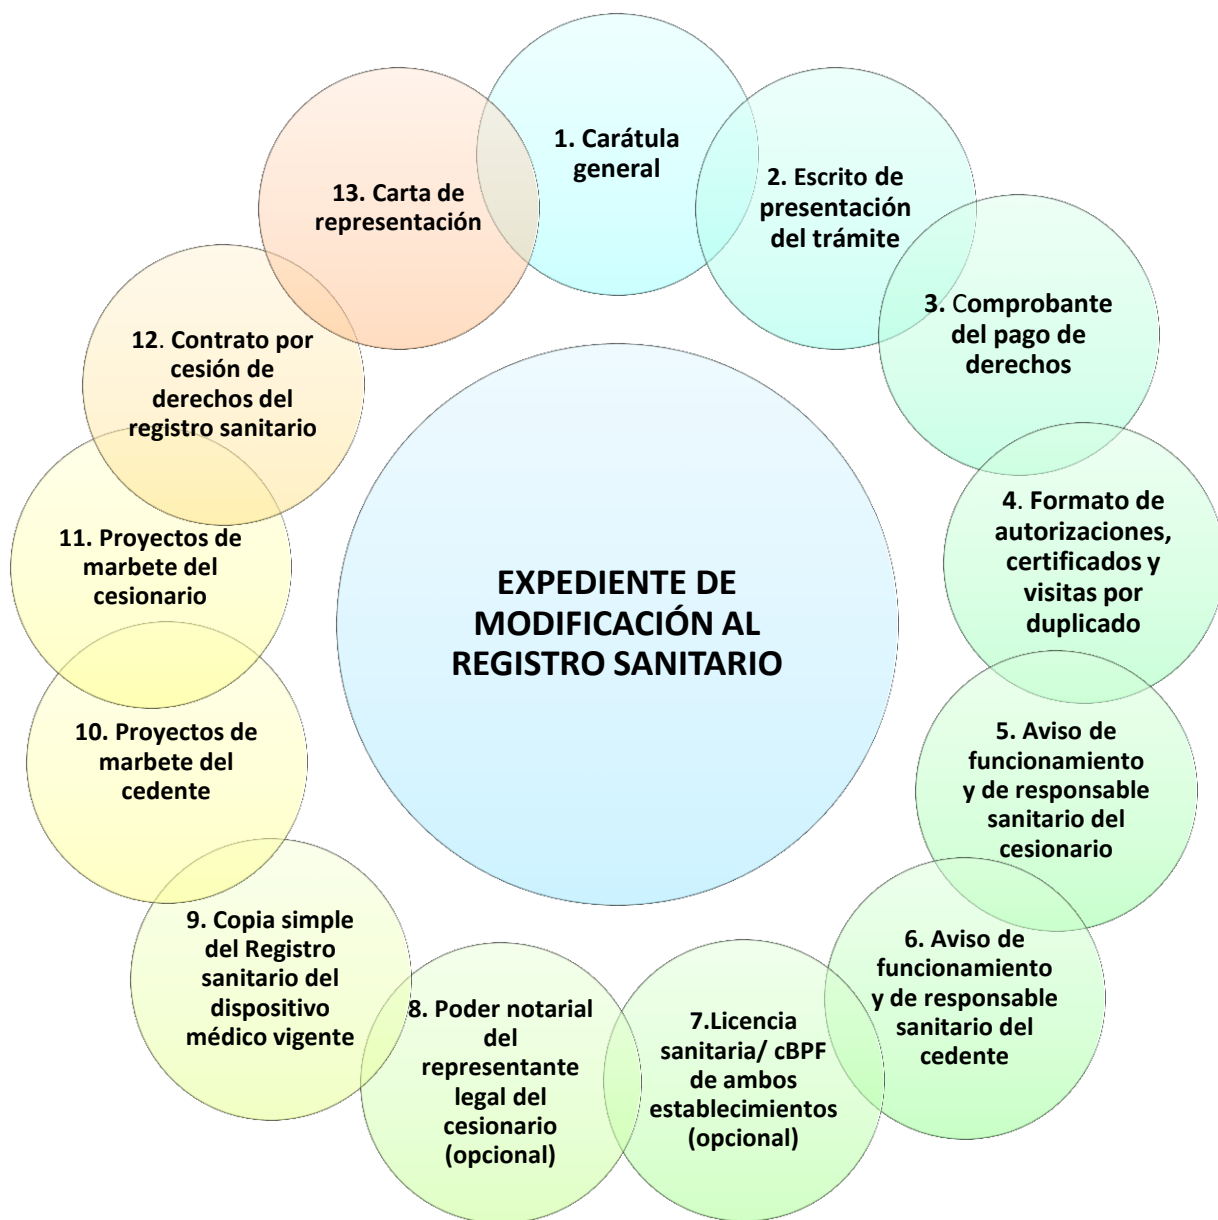 1. Carátula
general
2. Escrito de
presentación
del trámite
3. Comprobante
del pago de
derechos
4. Formato de
autorizaciones,
certificados y
visitas por
duplicado
5. Aviso de
funcionamiento
y de responsable
sanitario del
cesionario
6. Aviso de
funcionamiento
y de responsable
sanitario del
cedente
7.Licencia
sanitaria/ cBPF
de ambos
establecimientos
(opcional)
8. Poder notarial
del
representante
legal del
cesionario
(opcional)
9. Copia simple
del Registro
sanitario del
dispositivo
médico vigente
10. Proyectos de
marbete del
cedente
11. Proyectos de
marbete del
cesionario
12. Contrato por
cesión de
derechos del
registro sanitario
13. Carta de
representación
EXPEDIENTE DE
MODIFICACIÓN AL
REGISTRO SANITARIO